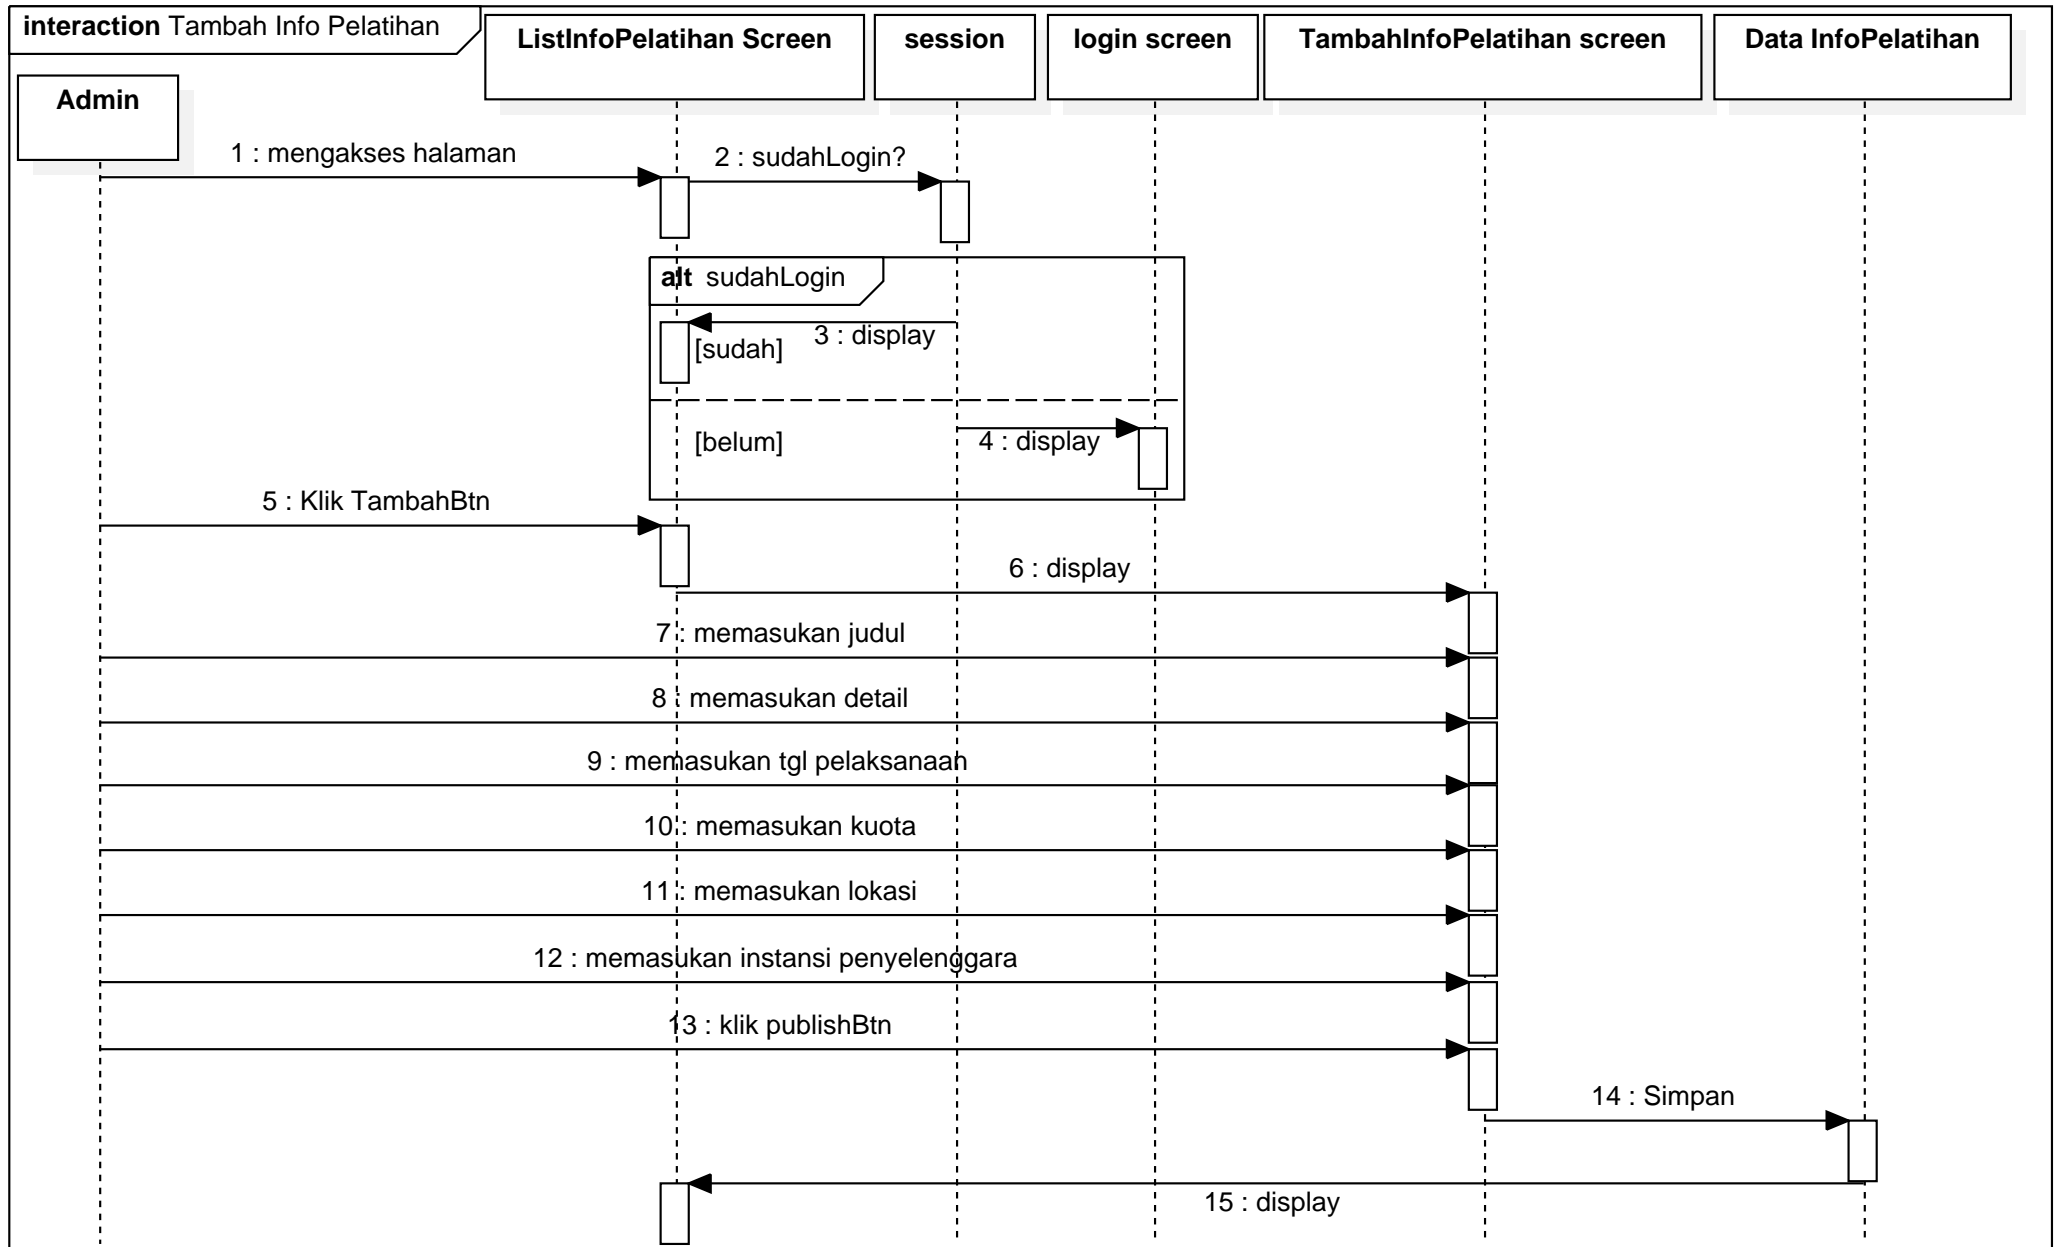 interaction Tambah Info Pelatihan
ListInfoPelatihan Screen
session
login screen
TambahInfoPelatihan screen
Data InfoPelatihan
Admin
1 : mengakses halaman
2 : sudahLogin?
alt sudahLogin
3 : display
[sudah]
[belum]
4 : display
5 : Klik TambahBtn
6 : display
7 : memasukan judul
8 : memasukan detail
9 : memasukan tgl pelaksanaan
10 : memasukan kuota
11 : memasukan lokasi
12 : memasukan instansi penyelenggara
13 : klik publishBtn
14 : Simpan
15 : display